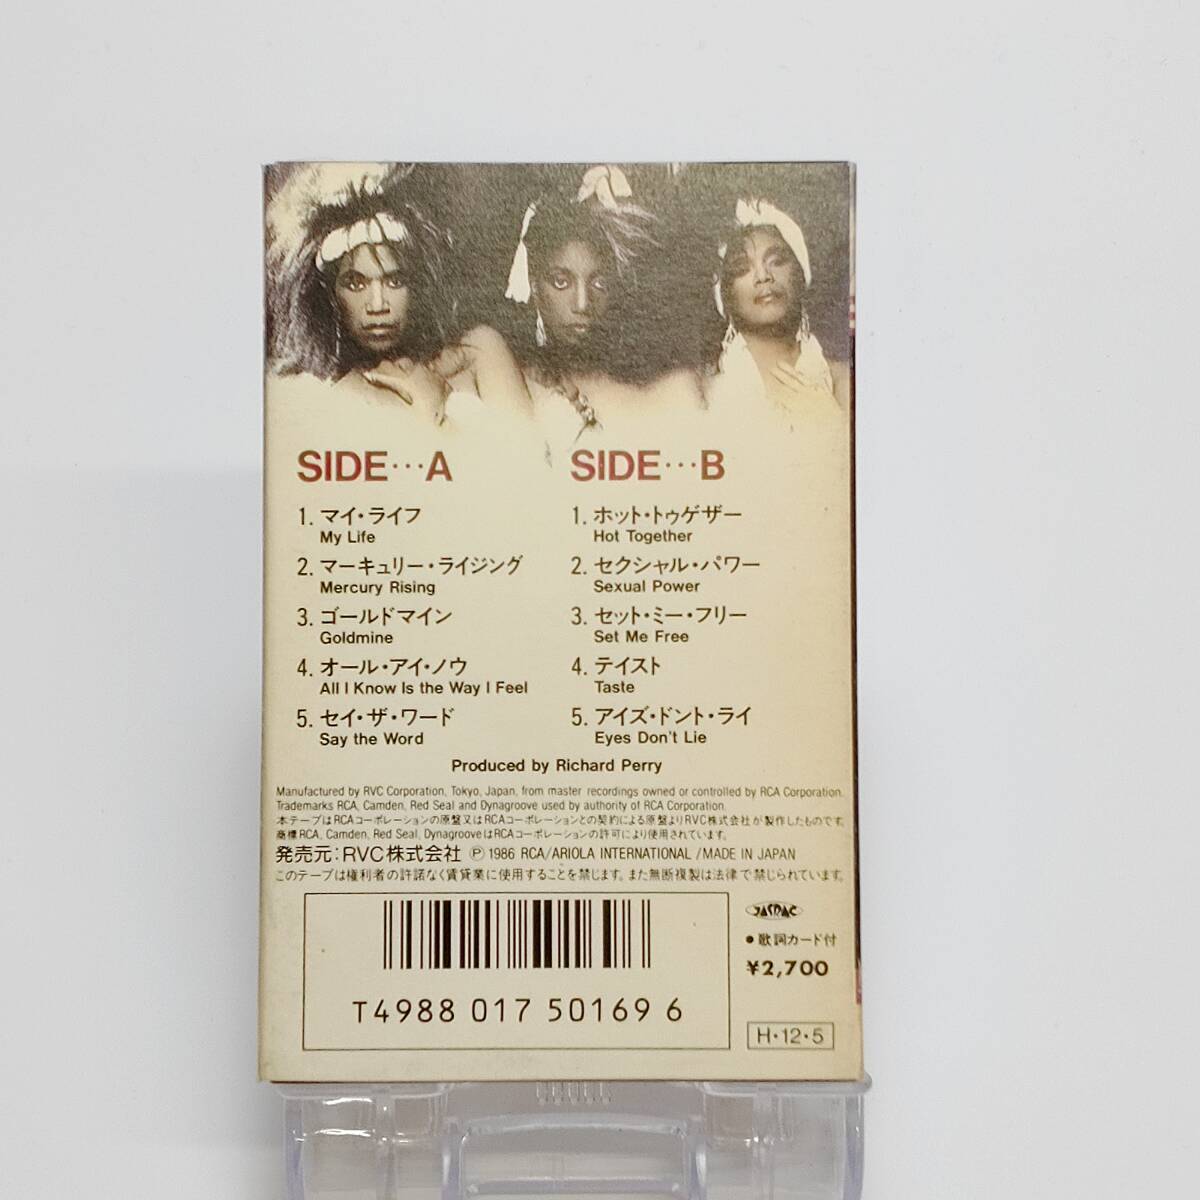 SIDE…A
1. マイ・ライフ
My Life
2. マーキュリー・ライジング
Mercury Rising
3. ゴールドマイン
Goldmine
4. オール・アイ・ノウ
All I Know Is the Way I Feel
5. セイ・ザ・ワード
Say the Word
SIDE…B
1. ホット・トゥゲザー
Hot Together
2. セクシャル・パワー
Sexual Power
3. セット・ミー・フリー
Set Me Free
4. テイスト
Taste
5. アイズ・ドント・ライ
Eyes Don't Lie
Produced by Richard Perry
Manufactured by RVC Corporation, Tokyo, Japan, from master recordings owned or controlled by RCA Corporation.
Trademarks RCA, Camden, Red Seal and Dynagroove used by authority of RCA Corporation.
本テープはRCAコーポレーションの原盤又はRCAコーポレーションとの契約による原盤よりRVC株式会社が製作したものです。
商標RCA, Camden, Red Seal, DynagrooveはRCAコーポレーションの許可により使用されています。
発売元:RVC株式会社 Ⓟ 1986 RCA/ARIOLA INTERNATIONAL /MADE IN JAPAN
このテープは権利者の許諾なく賃貸業に使用することを禁じます。また無断複製は法律で禁じられています。
T4988 017 50169 6
JASRAC
●歌詞カード付
¥2,700
H・12・5